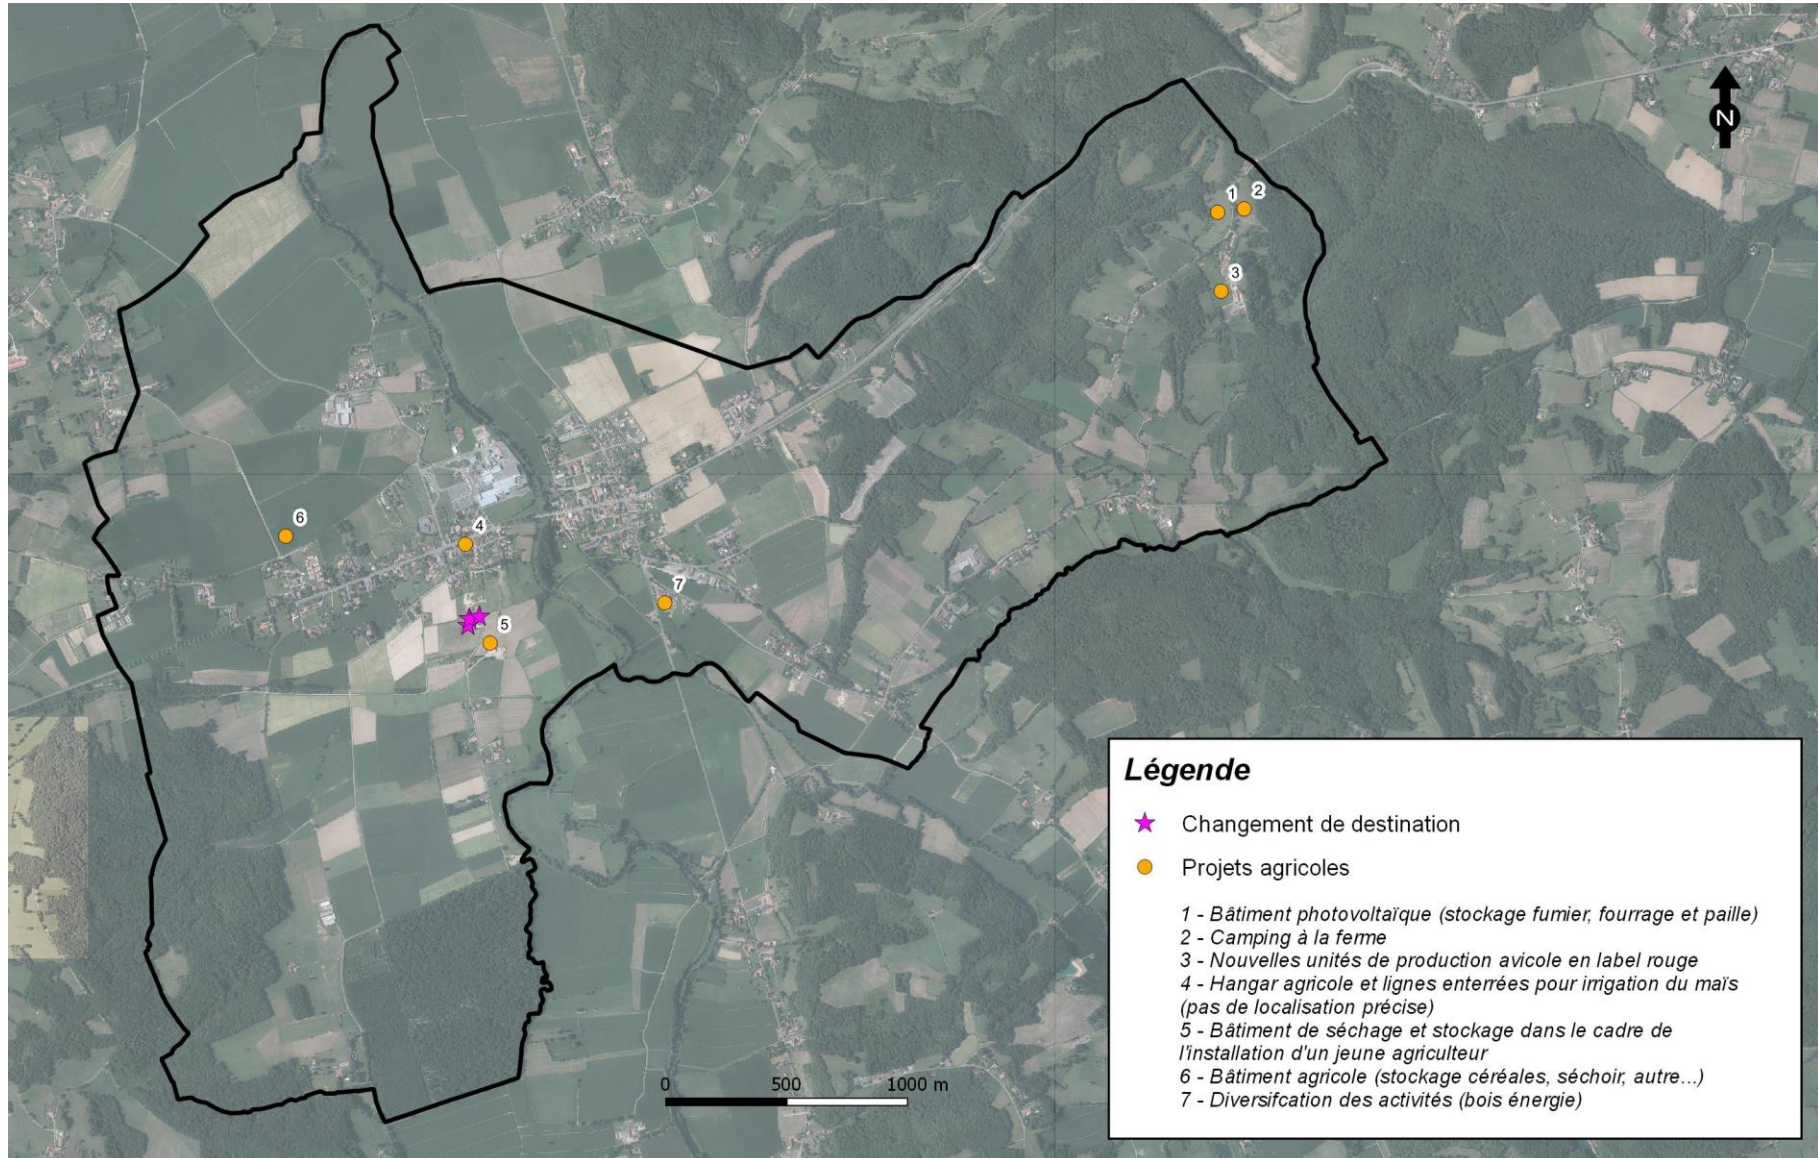 N
1
2
3
4
5
6
7
Légende
Changement de destination
Projets agricoles
1 - Bâtiment photovoltaïque (stockage fumier, fourrage et paille)
2 - Camping à la ferme
3 - Nouvelles unités de production avicole en label rouge
4 - Hangar agricole et lignes enterrées pour irrigation du maïs
(pas de localisation précise)
5 - Bâtiment de séchage et stockage dans le cadre de
l'installation d'un jeune agriculteur
6 - Bâtiment agricole (stockage céréales, séchoir, autre...)
7 - Diversifcation des activités (bois énergie)
0 500 1000 m